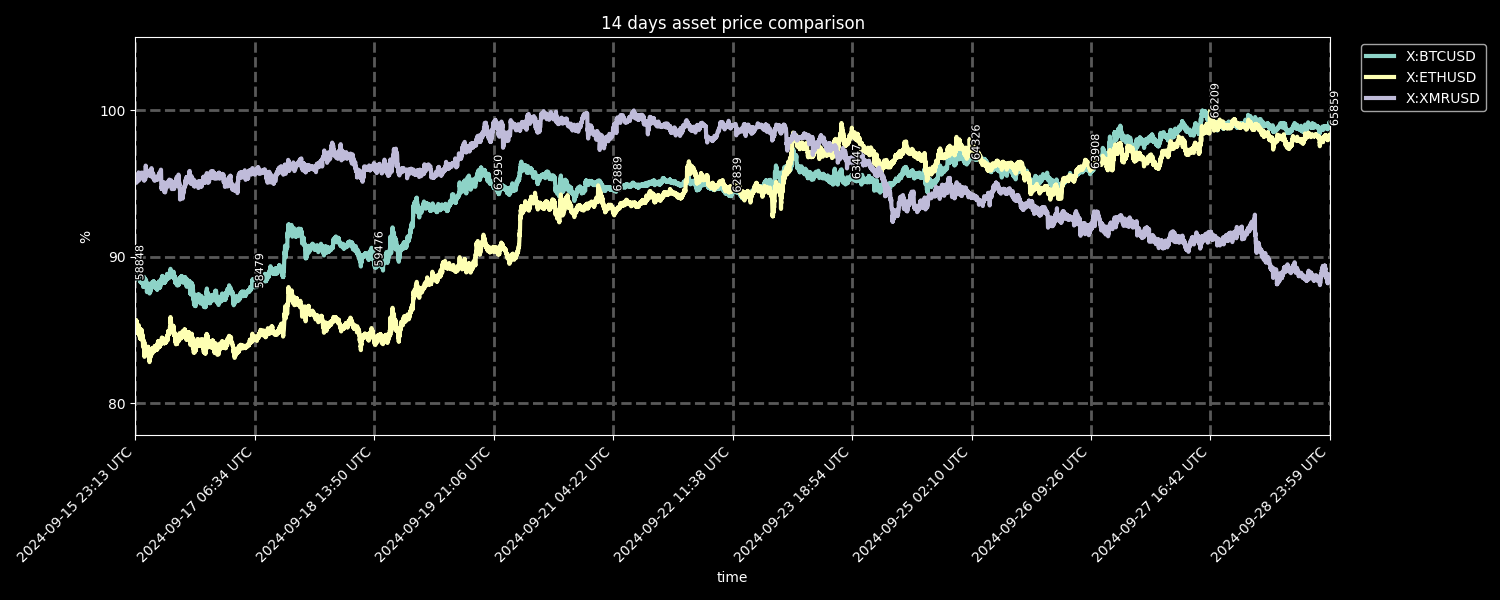 14 days asset price comparison
X:BTCUSD
X:ETHUSD
X:XMRUSD
%
100
90
80
58848
58479
59476
62950
62889
62839
63447
64326
63908
66209
65859
2024-09-15 23:13 UTC
2024-09-17 06:34 UTC
2024-09-18 13:50 UTC
2024-09-19 21:06 UTC
2024-09-21 04:22 UTC
2024-09-22 11:38 UTC
2024-09-23 18:54 UTC
2024-09-25 02:10 UTC
2024-09-26 09:26 UTC
2024-09-27 16:42 UTC
2024-09-28 23:59 UTC
time